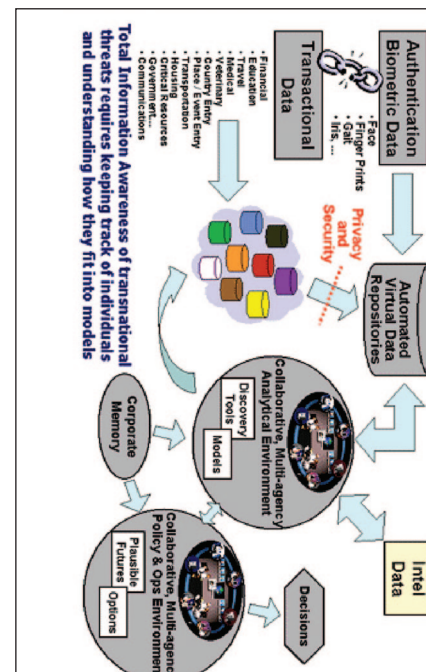 Authentication
Biometric Data
• Face
• Finger Prints
• Gait
• Iris, ...
Transactional
Data
• Financial
• Education
• Travel
• Medical
• Veterinary
• Country Entry
• Place / Event Entry
• Transportation
• Housing
• Critical Resources
• Government...
• Communications
Privacy
and
Security
Automated
Virtual Data
Repositories
Intel
Data
Collaborative, Multi-agency
Analytical Environment
Discovery
Tools
Models
Corporate
Memory
Collaborative, Multi-agency
Policy & Ops Environment
Plausible
Futures
Options
Decisions
Total Information Awareness of transnational
threats requires keeping track of individuals
and understanding how they fit into models